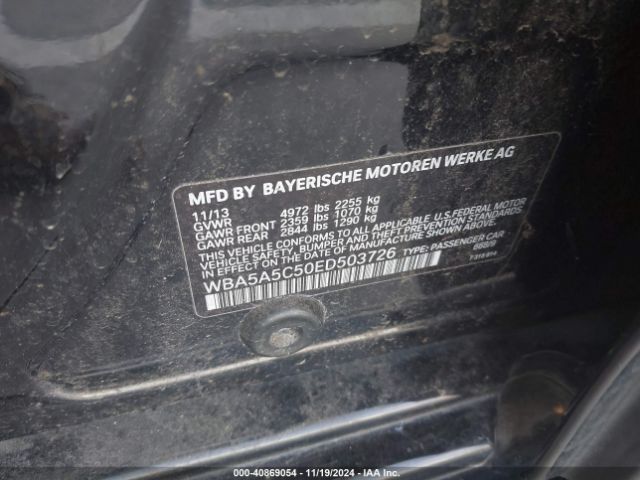 MFD BY BAYERISCHE MOTOREN WERKE AG
11/13
GVWR 4972 lbs 2255 kg
GAWR FRONT 2359 lbs 1070 kg
GAWR REAR 2844 lbs 1290 kg
THIS VEHICLE CONFORMS TO ALL APPLICABLE U.S.FEDERAL MOTOR
VEHICLE SAFETY, BUMPER, AND THEFT PREVENTION STANDARDS
IN EFFECT ON THE DATE OF MANUFACTURE SHOWN ABOVE.
WBA5A5C50ED503726 TYPE: PASSENGER CAR
668/9
000-40869054 - 11/19/2024 - IAA Inc.